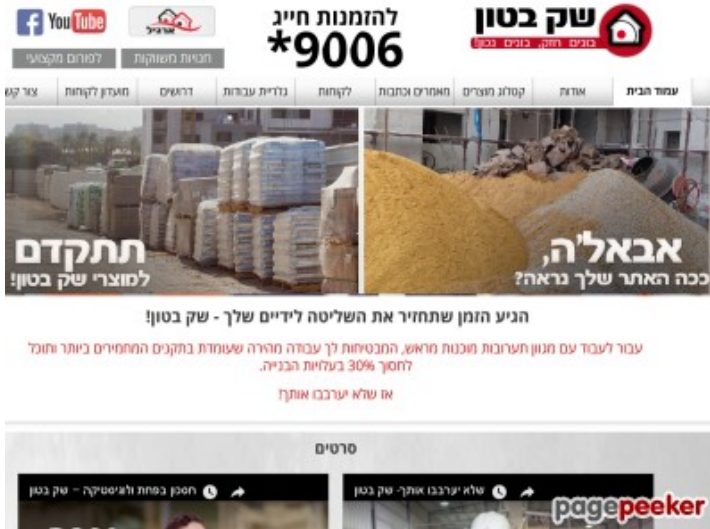 שק בטון
בונים חזק, בונים נכון!
להזמנות חייג
*9006
YouTube
ארגיל
חנויות משווקות
לפורום מקצועי
עמוד הבית
אודות
קטלוג מוצרים
מאמרים וכתבות
לקוחות
גלריית עבודות
דרושים
מועדון לקוחות
צור קש
אבאל'ה,
ככה האתר שלך נראה?
תתקדם
למוצרי שק בטון!
הגיע הזמן שתחזיר את השליטה לידיים שלך - שק בטון!
עבור לעבוד עם מגוון תערובות מוכנות מראש, המבטיחות לך עבודה מהירה שעומדת בתקנים המחמירים ביותר ותוכל
לחסוך 30% בעלויות הבנייה.
אז שלא יערבבו אותך!
סרטים
שלא יערבבו אותך- שק בטון
חסכון בפחת ולוגיסטיקה – שק בטון
pagepeeker